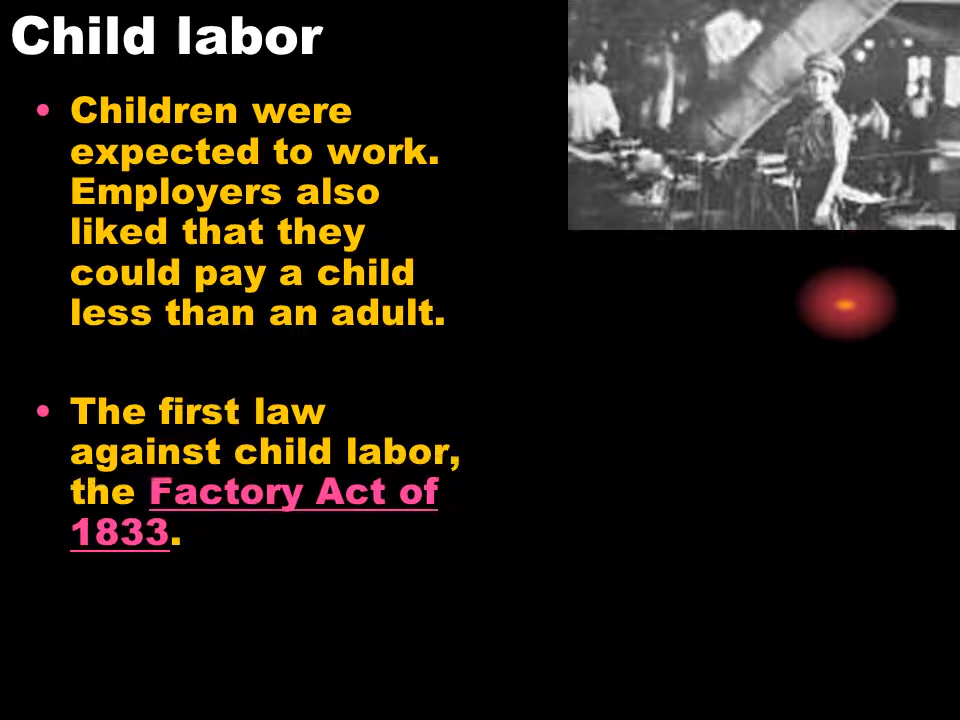 Child labor
• Children were
expected to work.
Employers also
liked that they
could pay a child
less than an adult.
• The first law
against child labor,
the Factory Act of
1833.